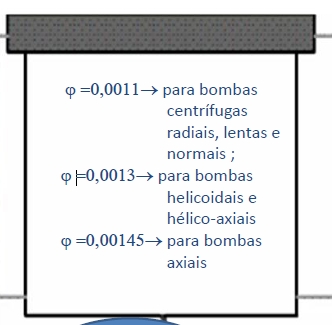 φ =0,0011→ para bombas
centrífugas
radiais, lentas e
normais ;
φ =0,0013→ para bombas
helicoidais e
hélico-axiais
φ =0,00145→ para bombas
axiais